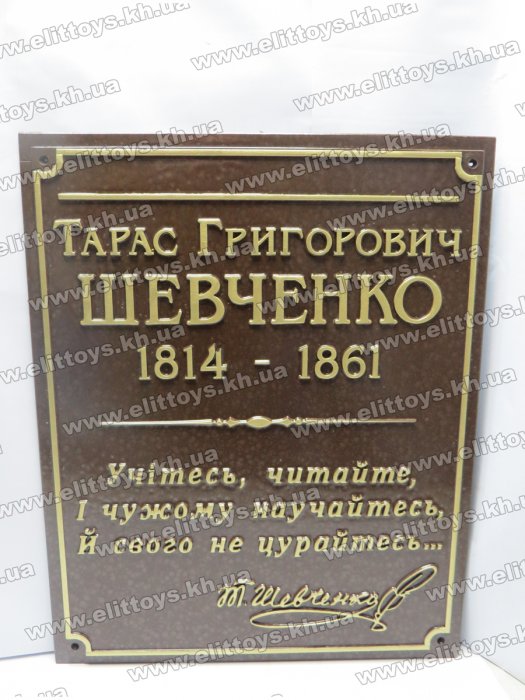 Тарас Григорович
ШЕВЧЕНКО
1814 - 1861
Учітесь, читайте,
І чужому научайтесь,
Й свого не цурайтесь...
Т. Шевченко
www.elittoys.kh.ua